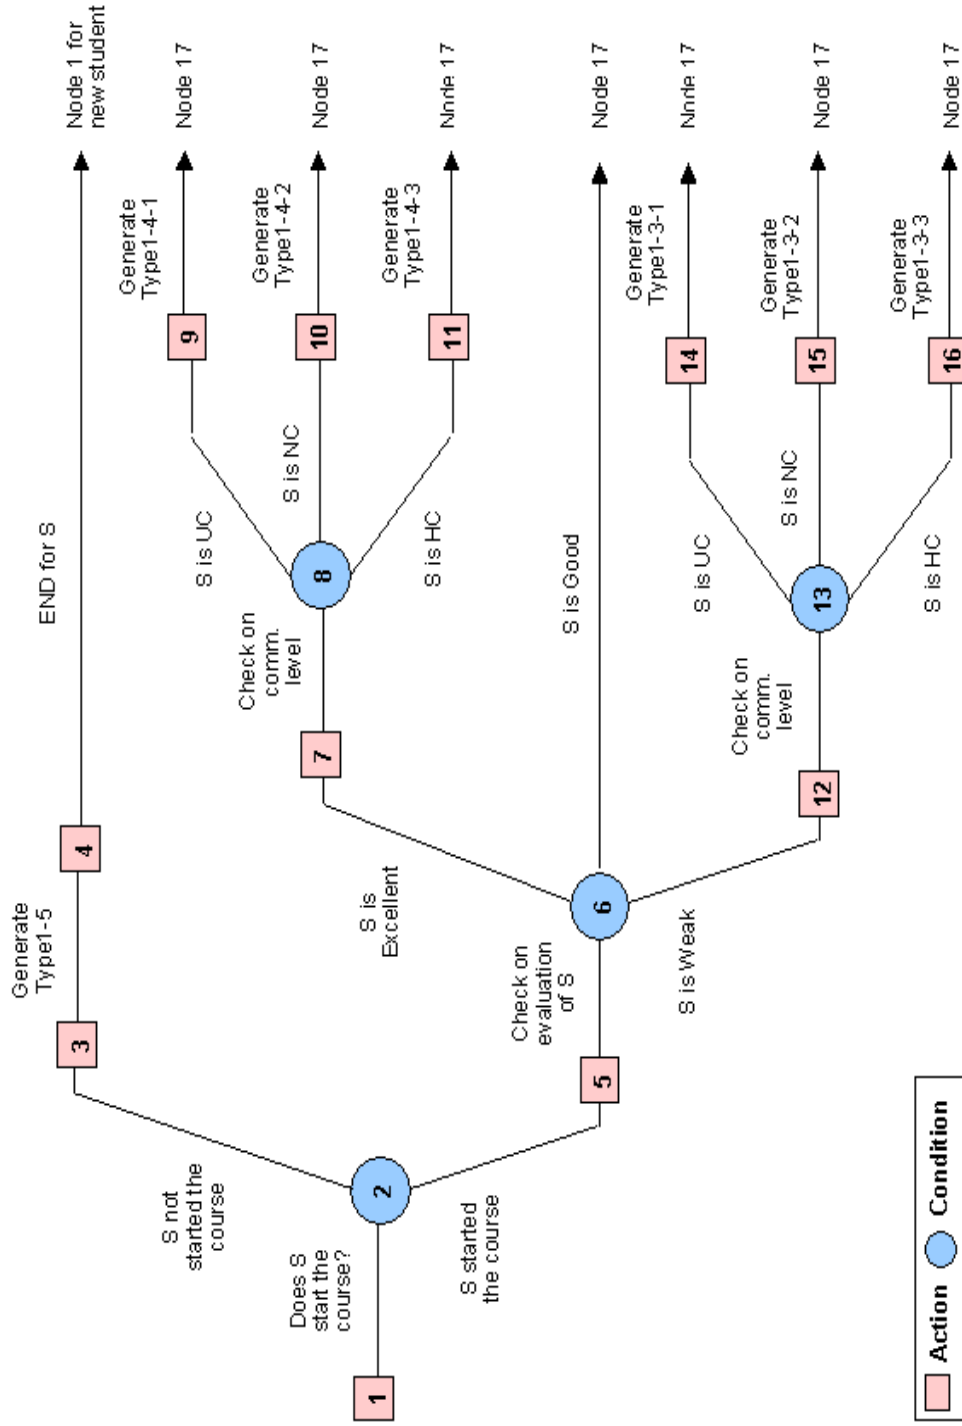 Generate
Type1-5
3
4
END for S
Node 1 for
new student
S not
started the
course
Does S
start the
course?
1
2
S started
the course
5
Check on
evaluation
of S
6
S is
Excellent
7
Check on
comm.
level
8
S is UC
9
Generate
Type1-4-1
Node 17
S is NC
10
Generate
Type1-4-2
Node 17
S is HC
11
Generate
Type1-4-3
Node 17
S is Good
Node 17
S is Weak
12
Check on
comm.
level
13
S is UC
14
Generate
Type1-3-1
Node 17
S is NC
15
Generate
Type1-3-2
Node 17
S is HC
16
Generate
Type1-3-3
Node 17
Action
Condition